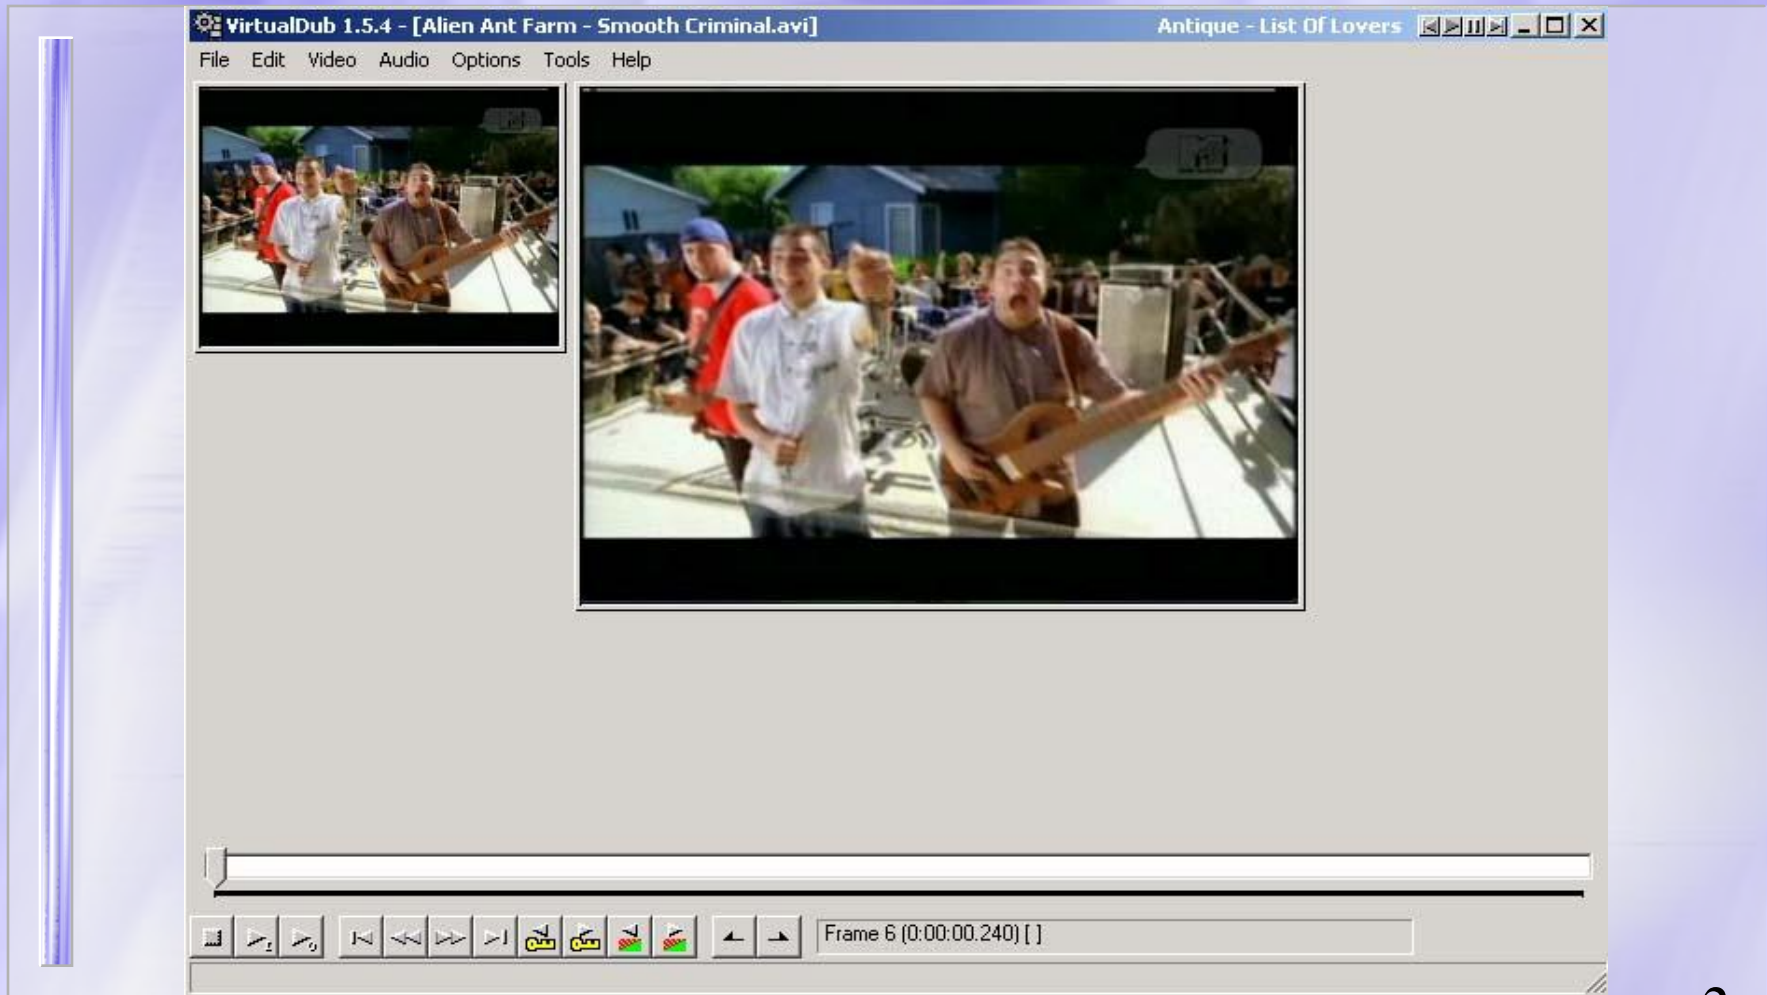 VirtualDub 1.5.4 - [Alien Ant Farm - Smooth Criminal.avi] Antique - List Of Lovers
File Edit Video Audio Options Tools Help
Frame 6 (0:00:00.240) [ ]